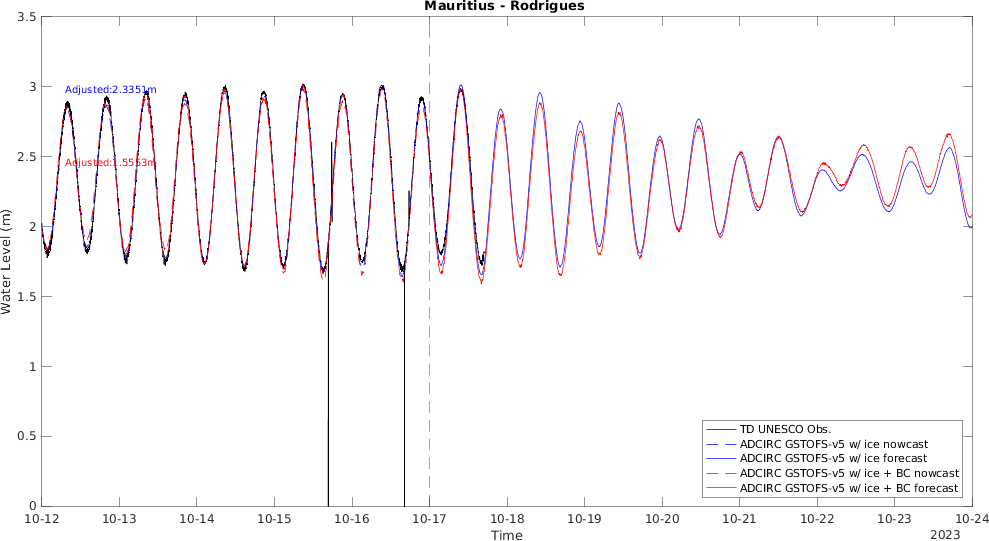 Mauritius - Rodrigues
3.5
3
2.5
2
1.5
1
0.5
0
Water Level (m)
Adjusted:2.3351m
Adjusted:1.5553m
TD UNESCO Obs.
ADCIRC GSTOFS-v5 w/ ice nowcast
ADCIRC GSTOFS-v5 w/ ice forecast
ADCIRC GSTOFS-v5 w/ ice + BC nowcast
ADCIRC GSTOFS-v5 w/ ice + BC forecast
10-12 10-13 10-14 10-15 10-16 10-17 10-18 10-19 10-20 10-21 10-22 10-23 10-24
Time
2023